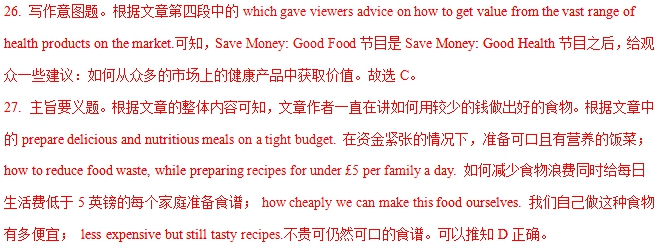 26. 写作意图题。根据文章第四段中的 which gave viewers advice on how to get value from the vast range of
health products on the market.可知，Save Money: Good Food 节目是 Save Money: Good Health 节目之后，给观
众一些建议：如何从众多的市场上的健康产品中获取价值。故选 C。
27. 主旨要义题。根据文章的整体内容可知，文章作者一直在讲如何用较少的钱做出好的食物。根据文章中
的 prepare delicious and nutritious meals on a tight budget. 在资金紧张的情况下，准备可口且有营养的饭菜；
how to reduce food waste, while preparing recipes for under £5 per family a day. 如何减少食物浪费同时给每日
生活费低于 5 英镑的每个家庭准备食谱； how cheaply we can make this food ourselves. 我们自己做这种食物
有多便宜； less expensive but still tasty recipes.不贵可仍然可口的食谱。可以推知 D 正确。